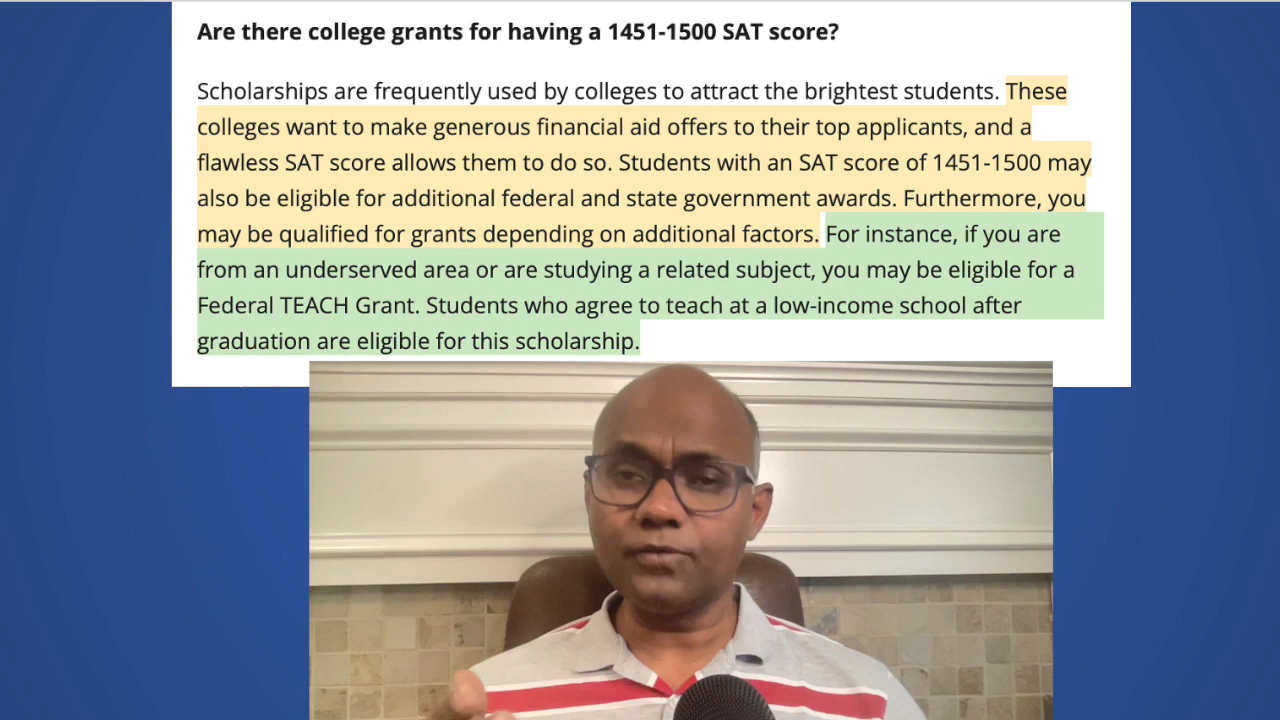 Are there college grants for having a 1451-1500 SAT score?
Scholarships are frequently used by colleges to attract the brightest students. These
colleges want to make generous financial aid offers to their top applicants, and a
flawless SAT score allows them to do so. Students with an SAT score of 1451-1500 may
also be eligible for additional federal and state government awards. Furthermore, you
may be qualified for grants depending on additional factors. For instance, if you are
from an underserved area or are studying a related subject, you may be eligible for a
Federal TEACH Grant. Students who agree to teach at a low-income school after
graduation are eligible for this scholarship.